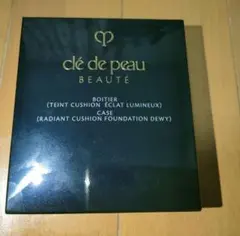 clé de peau
BEAUTÉ
BOITIER
(TEINT CUSHION ÉCLAT LUMINEUX)
CASE
(RADIANT CUSHION FOUNDATION DEWY)